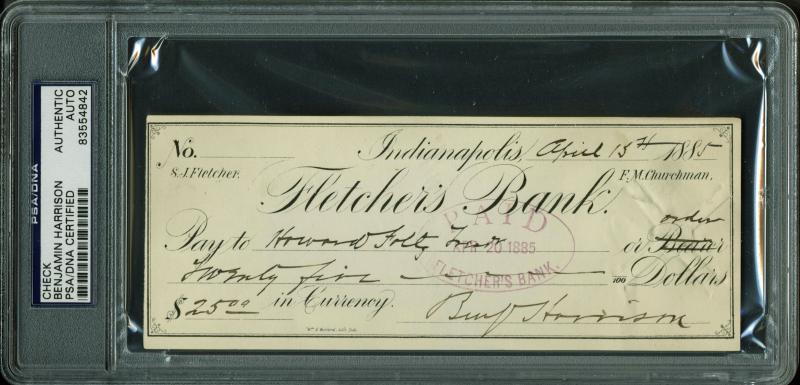 PSA/DNA
CHECK
BENJAMIN HARRISON
PSA/DNA CERTIFIED
AUTHENTIC
AUTO
83554842
No. Indianapolis, April 15th 1885
S. J. Fletcher. F. M. Churchman.
Fletcher's Bank.
PAID
APR 20 1885
FLETCHER'S BANK.
order
Pay to Howard Foltz or Bearer
Twenty five 100 Dollars
$ 25 00 in Currency. Benj Harrison